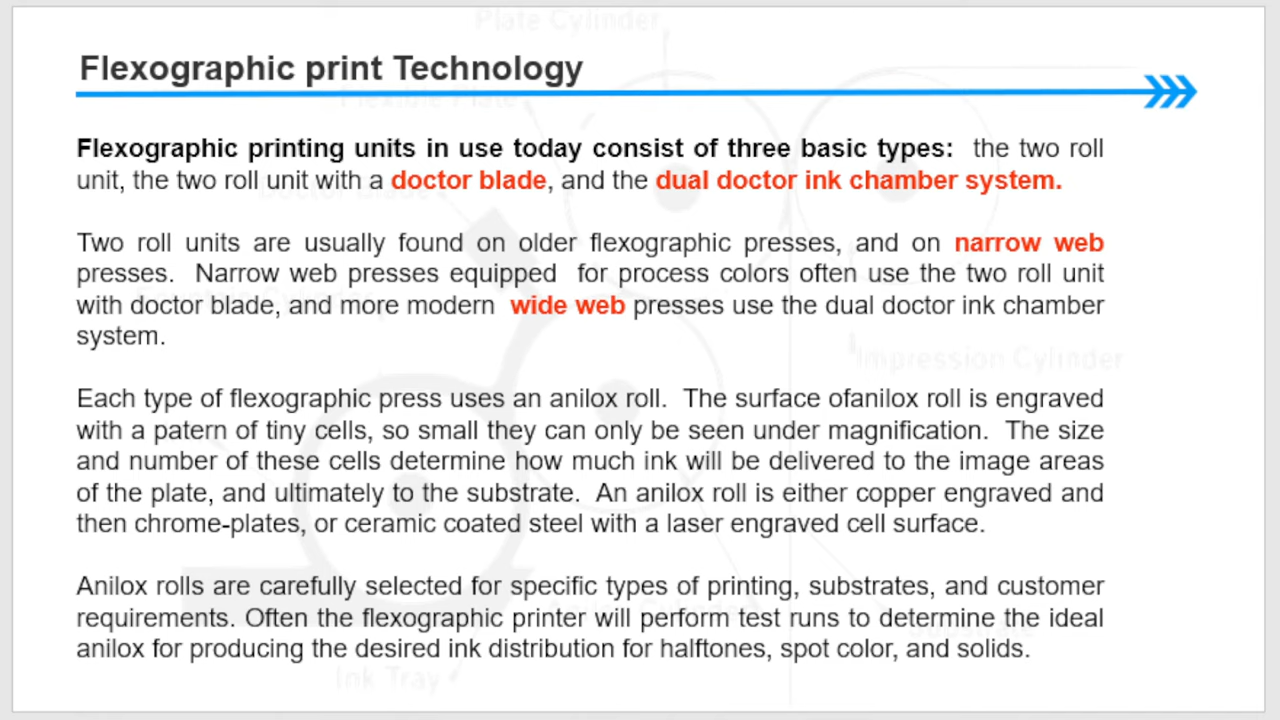 Plate Cylinder
Flexographic print Technology
Flexible Plate
Flexographic printing units in use today consist of three basic types: the two roll
unit, the two roll unit with a doctor blade, and the dual doctor ink chamber system.
Two roll units are usually found on older flexographic presses, and on narrow web
presses. Narrow web presses equipped for process colors often use the two roll unit
with doctor blade, and more modern wide web presses use the dual doctor ink chamber
system.
Impression Cylinder
Each type of flexographic press uses an anilox roll. The surface ofanilox roll is engraved
with a patern of tiny cells, so small they can only be seen under magnification. The size
and number of these cells determine how much ink will be delivered to the image areas
of the plate, and ultimately to the substrate. An anilox roll is either copper engraved and
then chrome-plates, or ceramic coated steel with a laser engraved cell surface.
Anilox rolls are carefully selected for specific types of printing, substrates, and customer
requirements. Often the flexographic printer will perform test runs to determine the ideal
anilox for producing the desired ink distribution for halftones, spot color, and solids.
Substrate
Ink Tray